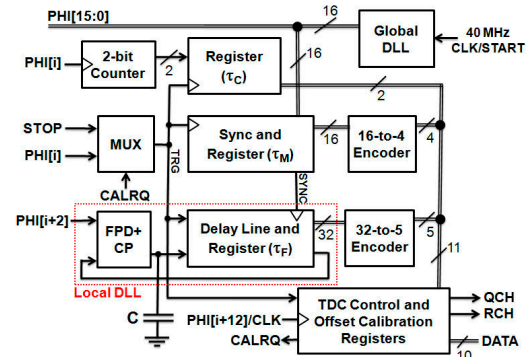 PHI[15:0]
16
Global
DLL
40 MHz
CLK/START
PHI[i]
2-bit
Counter
2
Register
(τC)
16
2
STOP
PHI[i]
MUX
TRG
Sync and
Register (τM)
16
16-to-4
Encoder
4
CALRQ
SYNC
PHI[i+2]
FPD+
CP
Delay Line and
Register (τF)
32
32-to-5
Encoder
5
11
Local DLL
C
PHI[i+12]/CLK
CALRQ
TDC Control and
Offset Calibration
Registers
QCH
RCH
DATA
10